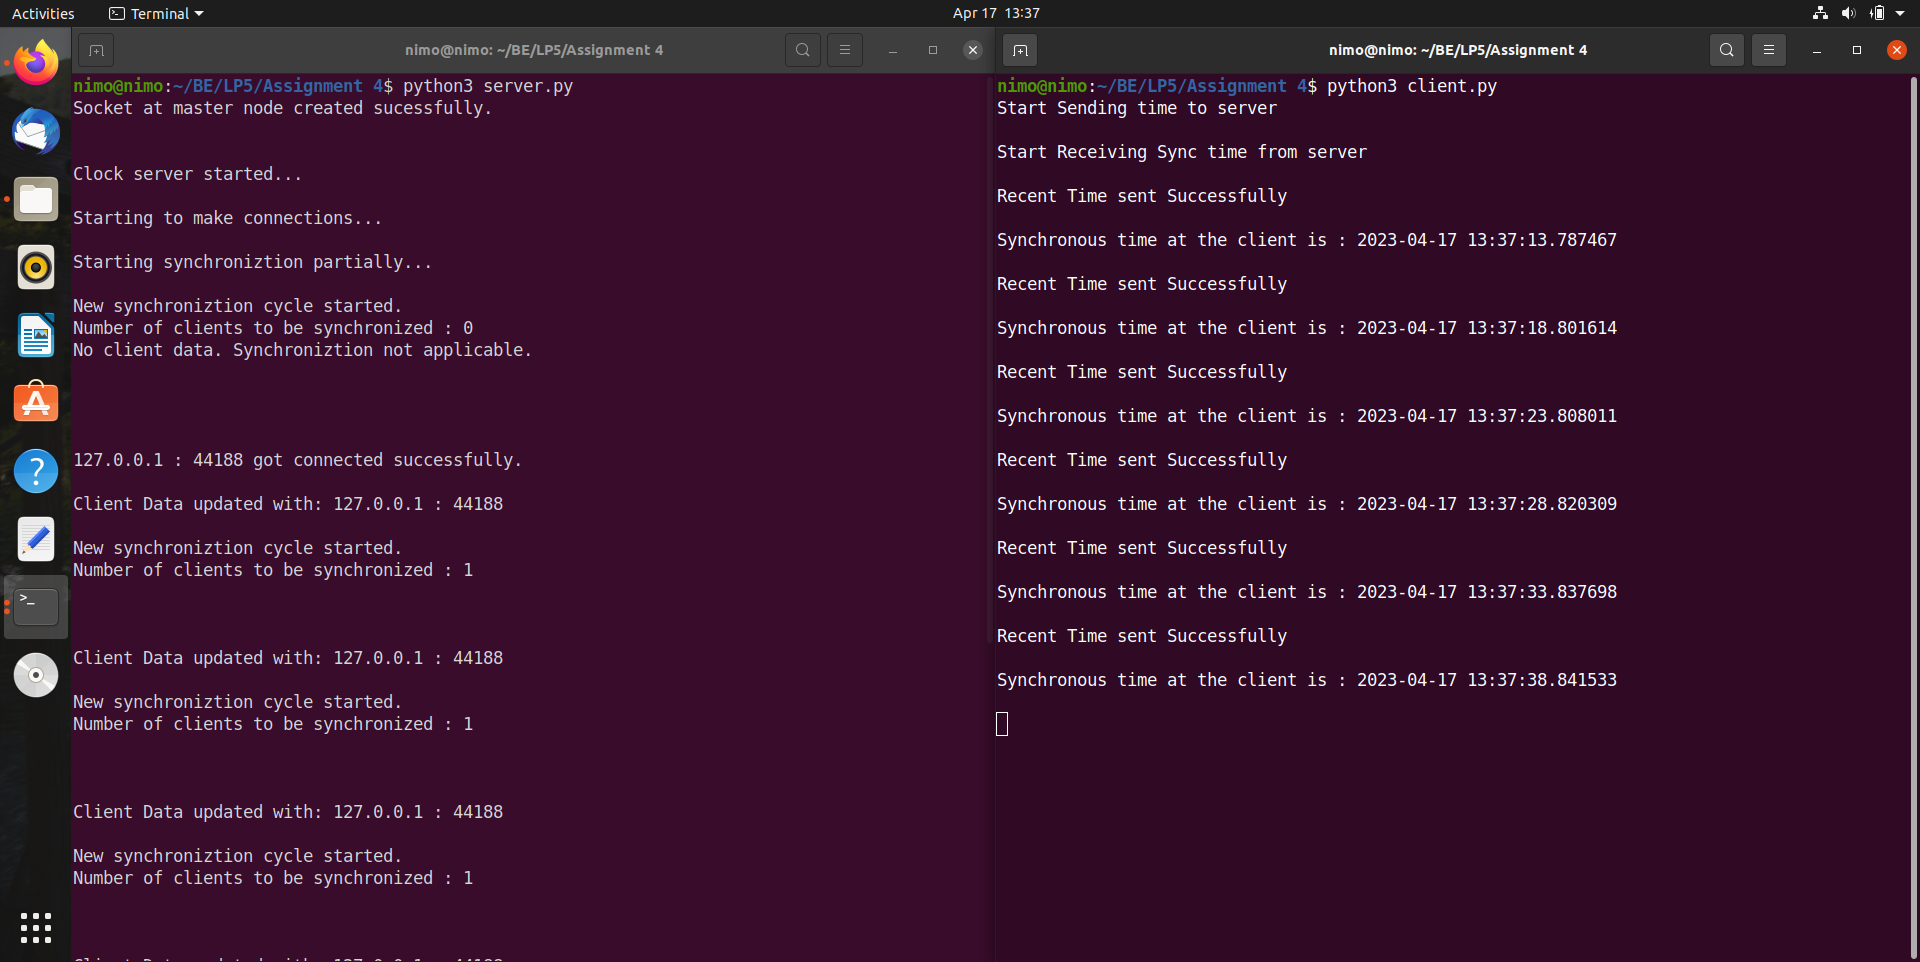 Activities
Terminal
Apr 17 13:37
nimo@nimo: ~/BE/LP5/Assignment 4
nimo@nimo:~/BE/LP5/Assignment 4$ python3 server.py
Socket at master node created sucessfully.
Clock server started...
Starting to make connections...
Starting synchroniztion partially...
New synchroniztion cycle started.
Number of clients to be synchronized : 0
No client data. Synchroniztion not applicable.
127.0.0.1 : 44188 got connected successfully.
Client Data updated with: 127.0.0.1 : 44188
New synchroniztion cycle started.
Number of clients to be synchronized : 1
Client Data updated with: 127.0.0.1 : 44188
New synchroniztion cycle started.
Number of clients to be synchronized : 1
Client Data updated with: 127.0.0.1 : 44188
New synchroniztion cycle started.
Number of clients to be synchronized : 1
Client Data updated with: 127.0.0.1 : 44188
nimo@nimo: ~/BE/LP5/Assignment 4
nimo@nimo:~/BE/LP5/Assignment 4$ python3 client.py
Start Sending time to server
Start Receiving Sync time from server
Recent Time sent Successfully
Synchronous time at the client is : 2023-04-17 13:37:13.787467
Recent Time sent Successfully
Synchronous time at the client is : 2023-04-17 13:37:18.801614
Recent Time sent Successfully
Synchronous time at the client is : 2023-04-17 13:37:23.808011
Recent Time sent Successfully
Synchronous time at the client is : 2023-04-17 13:37:28.820309
Recent Time sent Successfully
Synchronous time at the client is : 2023-04-17 13:37:33.837698
Recent Time sent Successfully
Synchronous time at the client is : 2023-04-17 13:37:38.841533